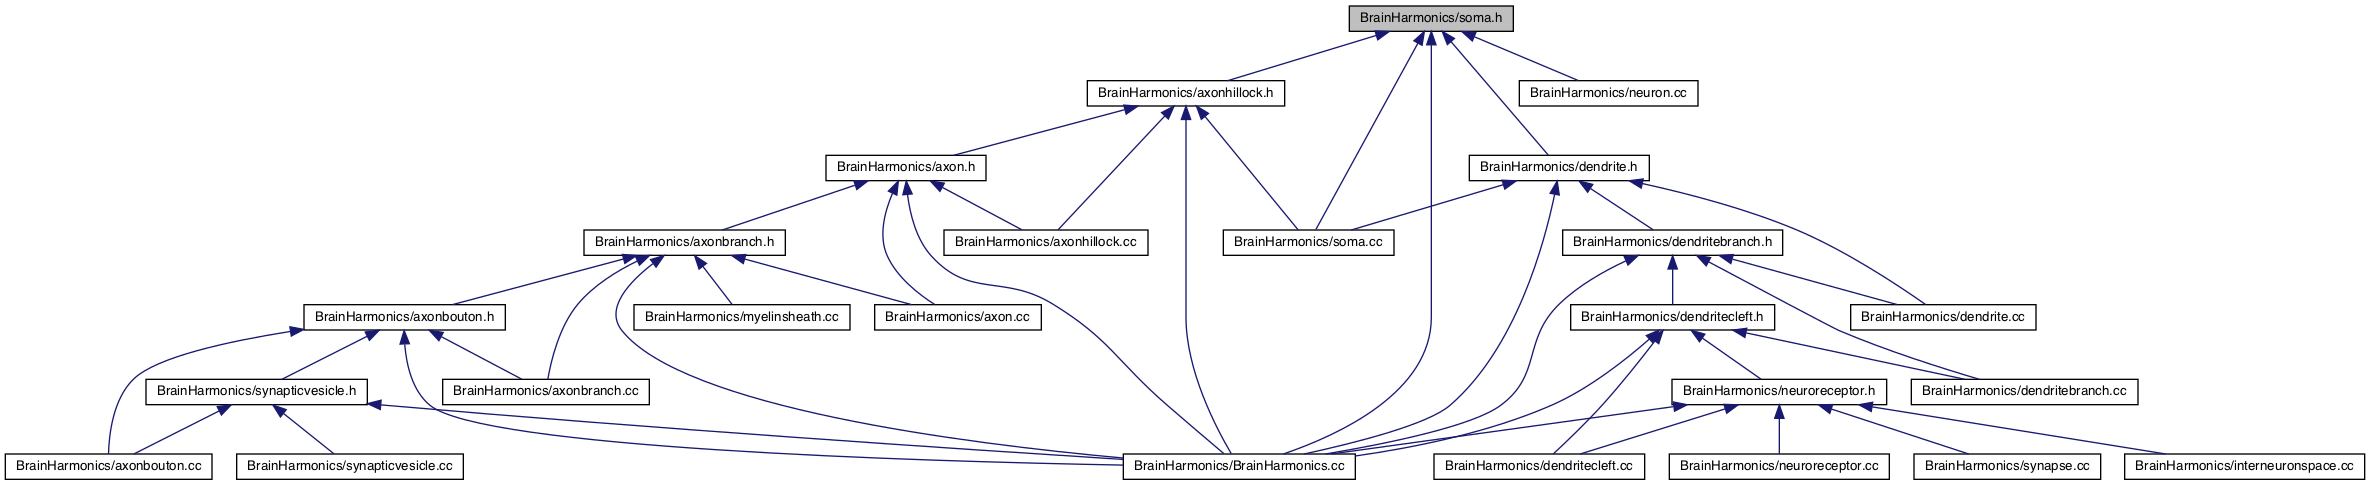 BrainHarmonics/soma.h
BrainHarmonics/axonhillock.h
BrainHarmonics/neuron.cc
BrainHarmonics/axon.h
BrainHarmonics/dendrite.h
BrainHarmonics/axonbranch.h
BrainHarmonics/axonhillock.cc
BrainHarmonics/soma.cc
BrainHarmonics/dendritebranch.h
BrainHarmonics/axonbouton.h
BrainHarmonics/myelinsheath.cc
BrainHarmonics/axon.cc
BrainHarmonics/dendritecleft.h
BrainHarmonics/dendrite.cc
BrainHarmonics/synapticvesicle.h
BrainHarmonics/axonbranch.cc
BrainHarmonics/neuroreceptor.h
BrainHarmonics/dendritebranch.cc
BrainHarmonics/axonbouton.cc
BrainHarmonics/synapticvesicle.cc
BrainHarmonics/BrainHarmonics.cc
BrainHarmonics/dendritecleft.cc
BrainHarmonics/neuroreceptor.cc
BrainHarmonics/synapse.cc
BrainHarmonics/interneuronspace.cc